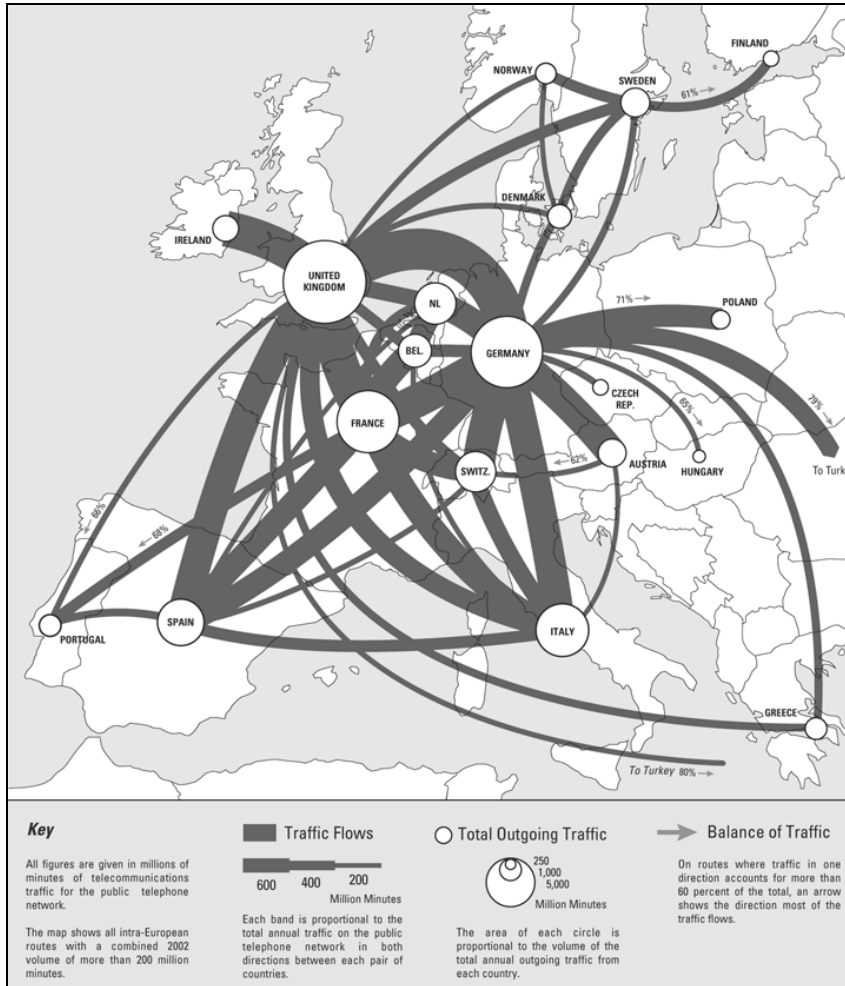 FINLAND
NORWAY
SWEDEN
61%
DENMARK
IRELAND
UNITED
KINGDOM
NL
71%
POLAND
BEL.
GERMANY
CZECH
REP.
65%
79%
FRANCE
SWITZ.
62%
AUSTRIA
HUNGARY
To Turk
66%
68%
PORTUGAL
SPAIN
ITALY
GREECE
To Turkey 80%
Key
All figures are given in millions of
minutes of telecommunications
traffic for the public telephone
network.
The map shows all intra-European
routes with a combined 2002
volume of more than 200 million
minutes.
Traffic Flows
600 400 200
Million Minutes
Each band is proportional to the
total annual traffic on the public
telephone network in both
directions between each pair of
countries.
Total Outgoing Traffic
250
1,000
5,000
Million Minutes
The area of each circle is
proportional to the volume of the
total annual outgoing traffic from
each country.
Balance of Traffic
On routes where traffic in one
direction accounts for more than
60 percent of the total, an arrow
shows the direction most of the
traffic flows.